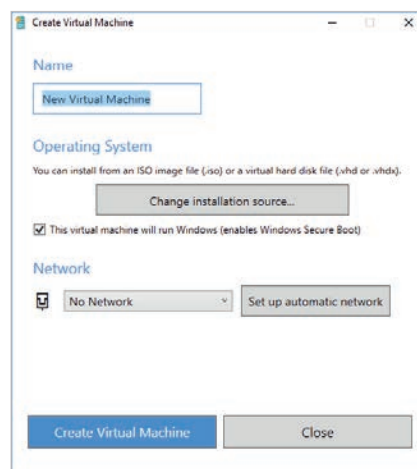 Create Virtual Machine
Name
New Virtual Machine
Operating System
You can install from an ISO image file (.iso) or a virtual hard disk file (.vhd or .vhdx).
Change installation source...
This virtual machine will run Windows (enables Windows Secure Boot)
Network
No Network
Set up automatic network
Create Virtual Machine
Close